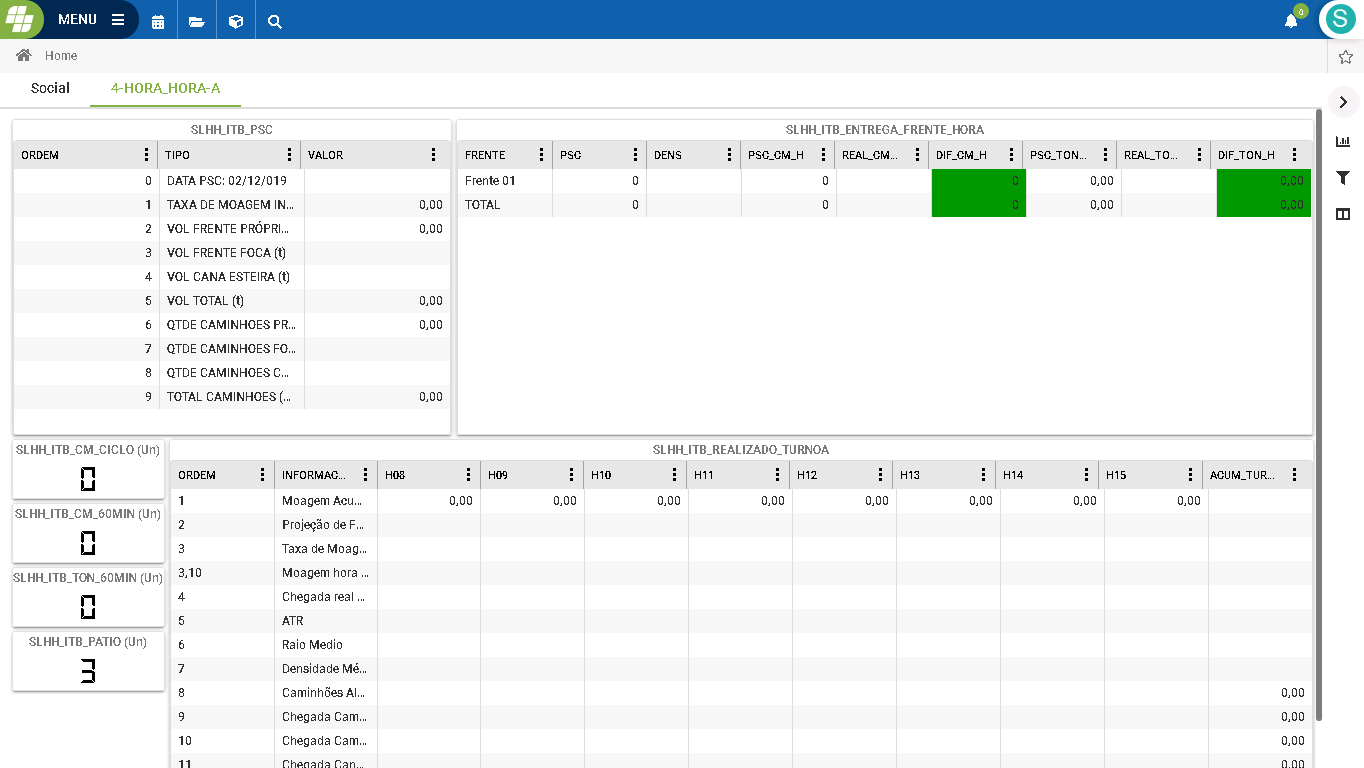 MENU
0
S
Home
Social 4-HORA_HORA-A
SLHH_ITB_PSC
ORDEM TIPO VALOR
0 DATA PSC: 02/12/019
1 TAXA DE MOAGEM IN... 0,00
2 VOL FRENTE PRÓPRI... 0,00
3 VOL FRENTE FOCA (t)
4 VOL CANA ESTEIRA (t)
5 VOL TOTAL (t) 0,00
6 QTDE CAMINHOES PR... 0,00
7 QTDE CAMINHOES FO...
8 QTDE CAMINHOES C...
9 TOTAL CAMINHOES (... 0,00
SLHH_ITB_ENTREGA_FRENTE_HORA
FRENTE PSC DENS PSC_CM_H REAL_CM... DIF_CM_H PSC_TON... REAL_TO... DIF_TON_H
Frente 01 0 0 0 0,00 0,00
TOTAL 0 0 0 0,00 0,00
SLHH_ITB_CM_CICLO (Un)
0
SLHH_ITB_CM_60MIN (Un)
0
SLHH_ITB_TON_60MIN (Un)
0
SLHH_ITB_PATIO (Un)
3
SLHH_ITB_REALIZADO_TURNOA
ORDEM INFORMAC... H08 H09 H10 H11 H12 H13 H14 H15 ACUM_TUR...
1 Moagem Acu... 0,00 0,00 0,00 0,00 0,00 0,00 0,00 0,00
2 Projeção de F...
3 Taxa de Moag...
3,10 Moagem hora ...
4 Chegada real ...
5 ATR
6 Raio Medio
7 Densidade Mé...
8 Caminhões Al... 0,00
9 Chegada Cam... 0,00
10 Chegada Cam... 0,00
11 Chegada Can... 0,00